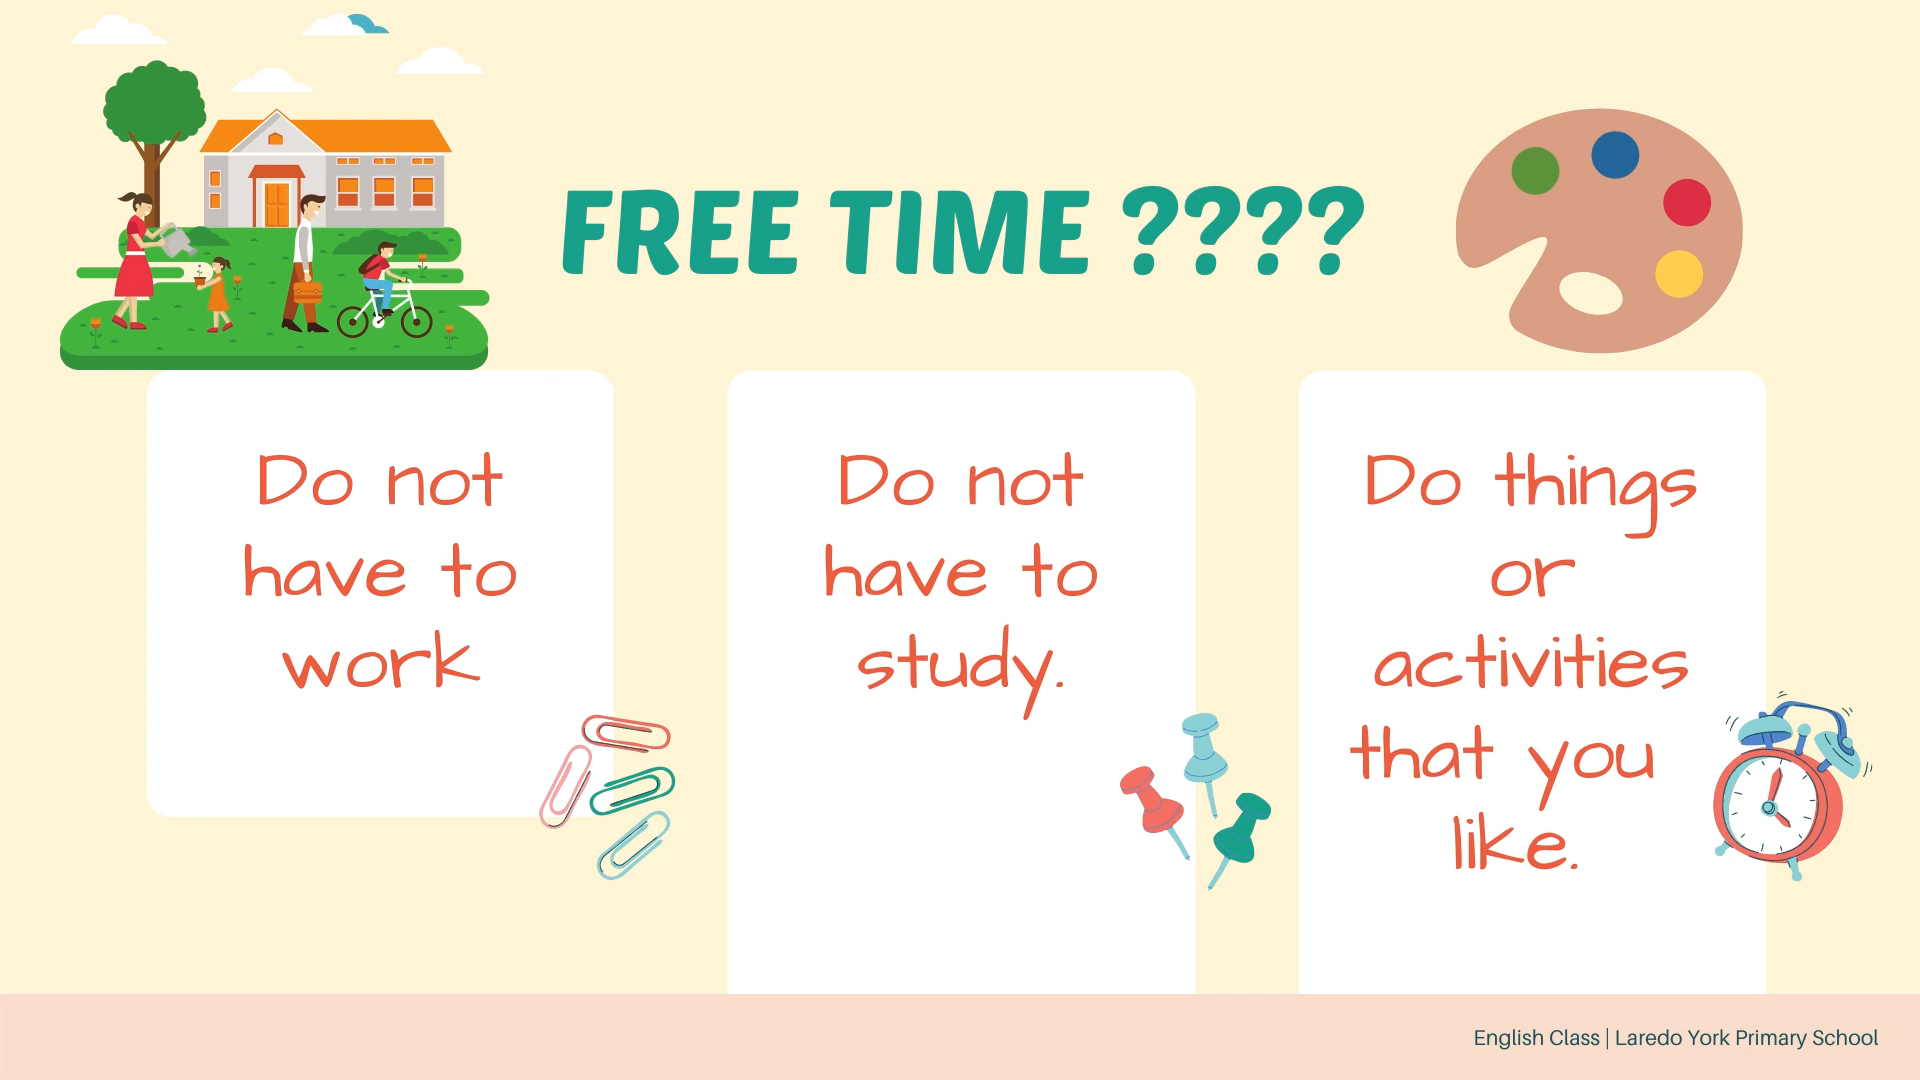 FREE TIME ????
Do not
have to
work
Do not
have to
study.
Do things
or
activities
that you
like.
English Class | Laredo York Primary School